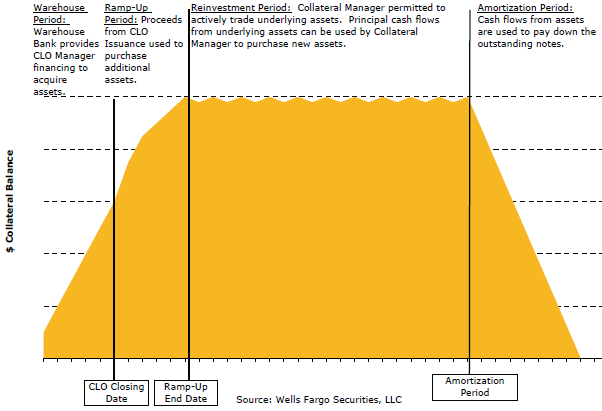 Warehouse
Period:
Warehouse
Bank provides
CLO Manager
financing to
acquire
assets.
Ramp-Up
Period: Proceeds
from CLO
Issuance used to
purchase
additional
assets.
Reinvestment Period: Collateral Manager permitted to
actively trade underlying assets. Principal cash flows
from underlying assets can be used by Collateral
Manager to purchase new assets.
Amortization Period:
Cash flows from assets
are used to pay down the
outstanding notes.
$ Collateral Balance
CLO Closing
Date
Ramp-Up
End Date
Amortization
Period
Source: Wells Fargo Securities, LLC